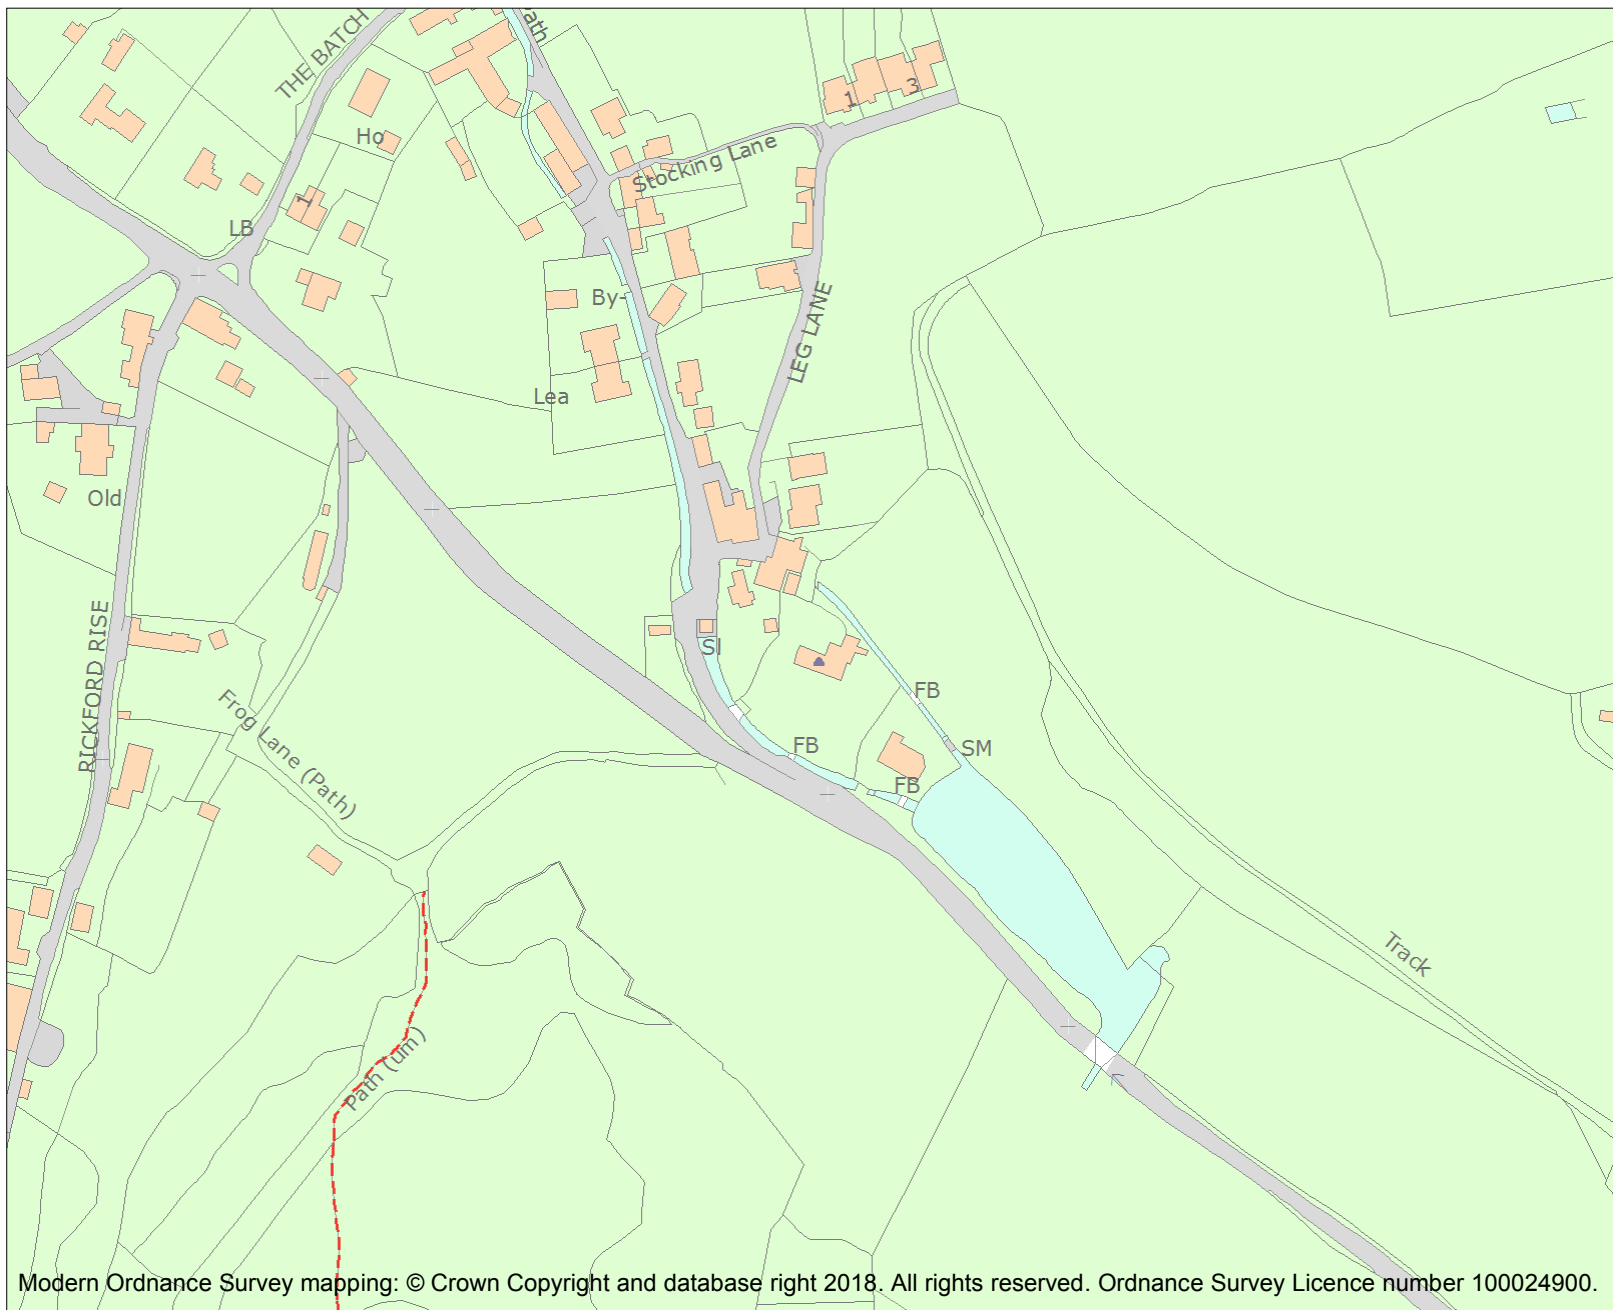 THE BATCH
ath
1
3
Ho
Stocking Lane
1
LB
By-
LEG LANE
Lea
Old
RICKFORD RISE
Sl
Frog Lane (Path)
FB
FB
SM
FB
Track
Path (um)
Modern Ordnance Survey mapping: © Crown Copyright and database right 2018. All rights reserved. Ordnance Survey Licence number 100024900.